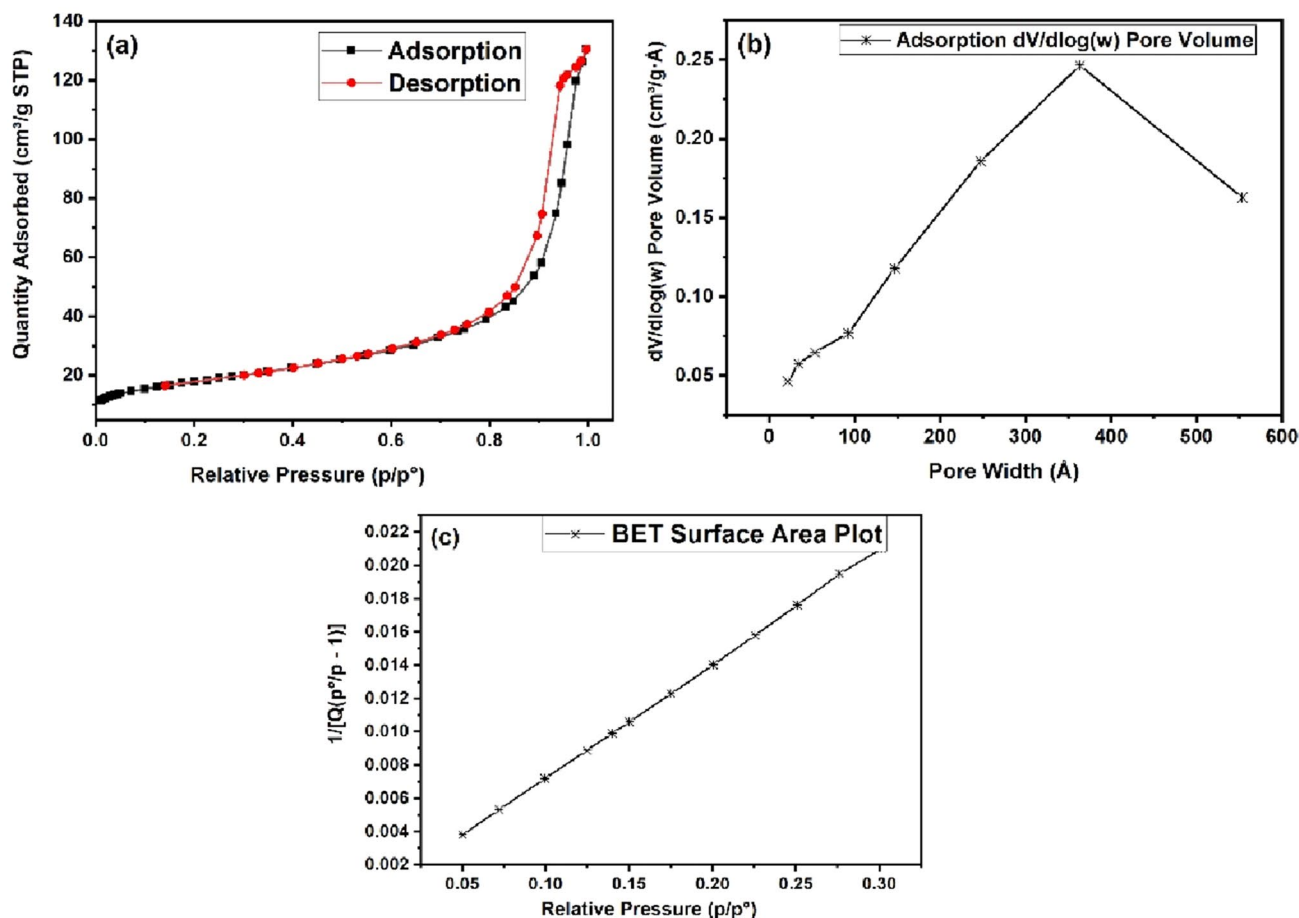 (a)
Adsorption
Desorption
Quantity Adsorbed (cm³/g STP)
140
120
100
80
60
40
20
0.0 0.2 0.4 0.6 0.8 1.0
Relative Pressure (p/p°)
(b)
Adsorption dV/dlog(w) Pore Volume
dV/dlog(w) Pore Volume (cm³/g·Å)
0.25
0.20
0.15
0.10
0.05
0 100 200 300 400 500 600
Pore Width (Å)
(c)
BET Surface Area Plot
1/[Q(p°/p - 1)]
0.022
0.020
0.018
0.016
0.014
0.012
0.010
0.008
0.006
0.004
0.002
0.05 0.10 0.15 0.20 0.25 0.30
Relative Pressure (p/p°)